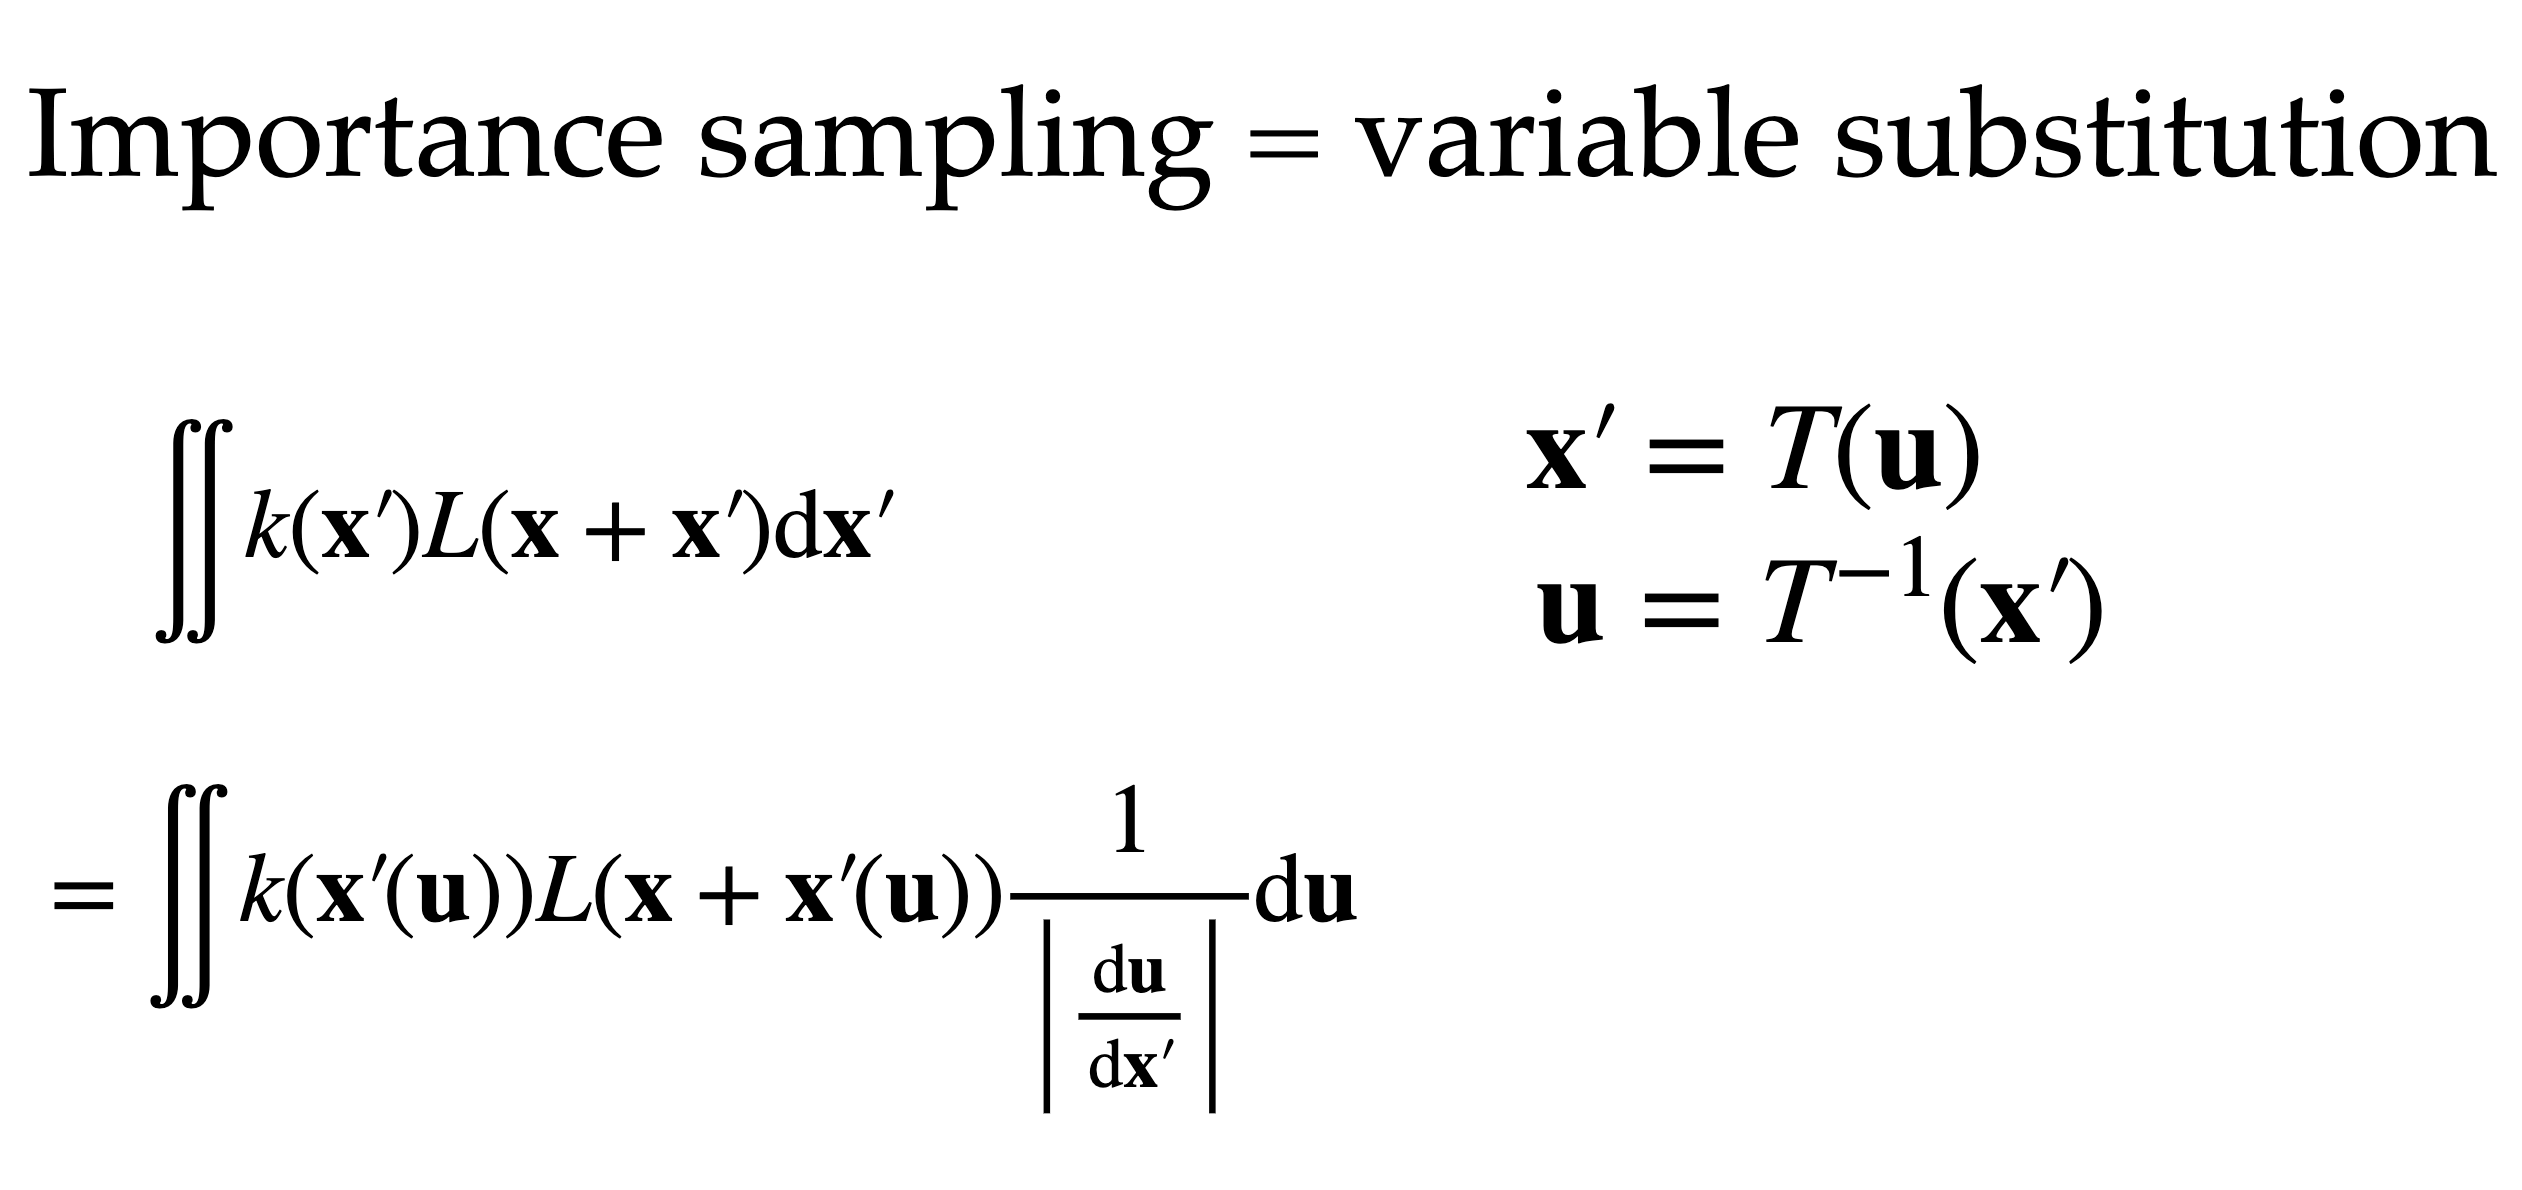 Importance sampling = variable substitution
∬ k(𝐱′)L(𝐱 + 𝐱′)d𝐱′
𝐱′ = T(𝐮)
𝐮 = T⁻¹(𝐱′)
= ∬ k(𝐱′(𝐮))L(𝐱 + 𝐱′(𝐮)) 1/|d𝐮/d𝐱′| d𝐮